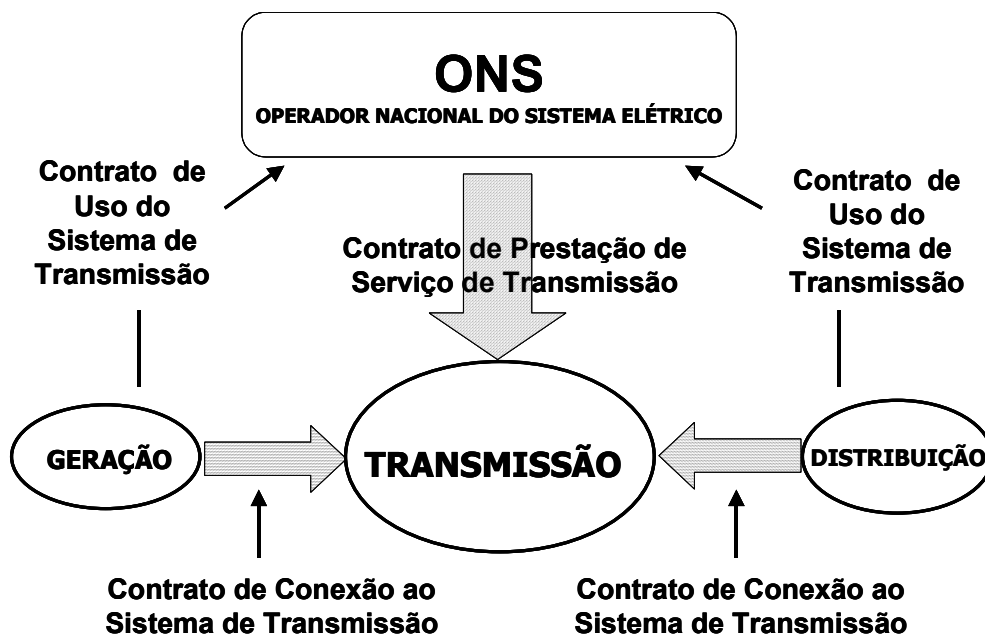 ONS
OPERADOR NACIONAL DO SISTEMA ELÉTRICO
Contrato de
Uso do
Sistema de
Transmissão
Contrato de Prestação de
Serviço de Transmissão
Contrato de
Uso do
Sistema de
Transmissão
GERAÇÃO
TRANSMISSÃO
DISTRIBUIÇÃO
Contrato de Conexão ao
Sistema de Transmissão
Contrato de Conexão ao
Sistema de Transmissão